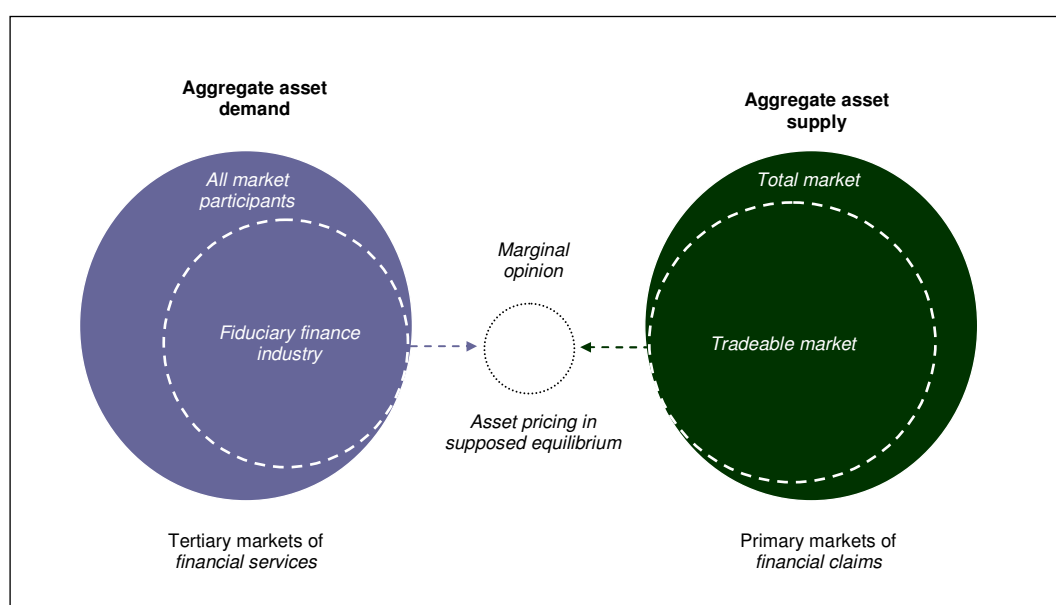 Aggregate asset
demand
All market
participants
Fiduciary finance
industry
Tertiary markets of
financial services
Marginal
opinion
Asset pricing in
supposed equilibrium
Aggregate asset
supply
Total market
Tradeable market
Primary markets of
financial claims